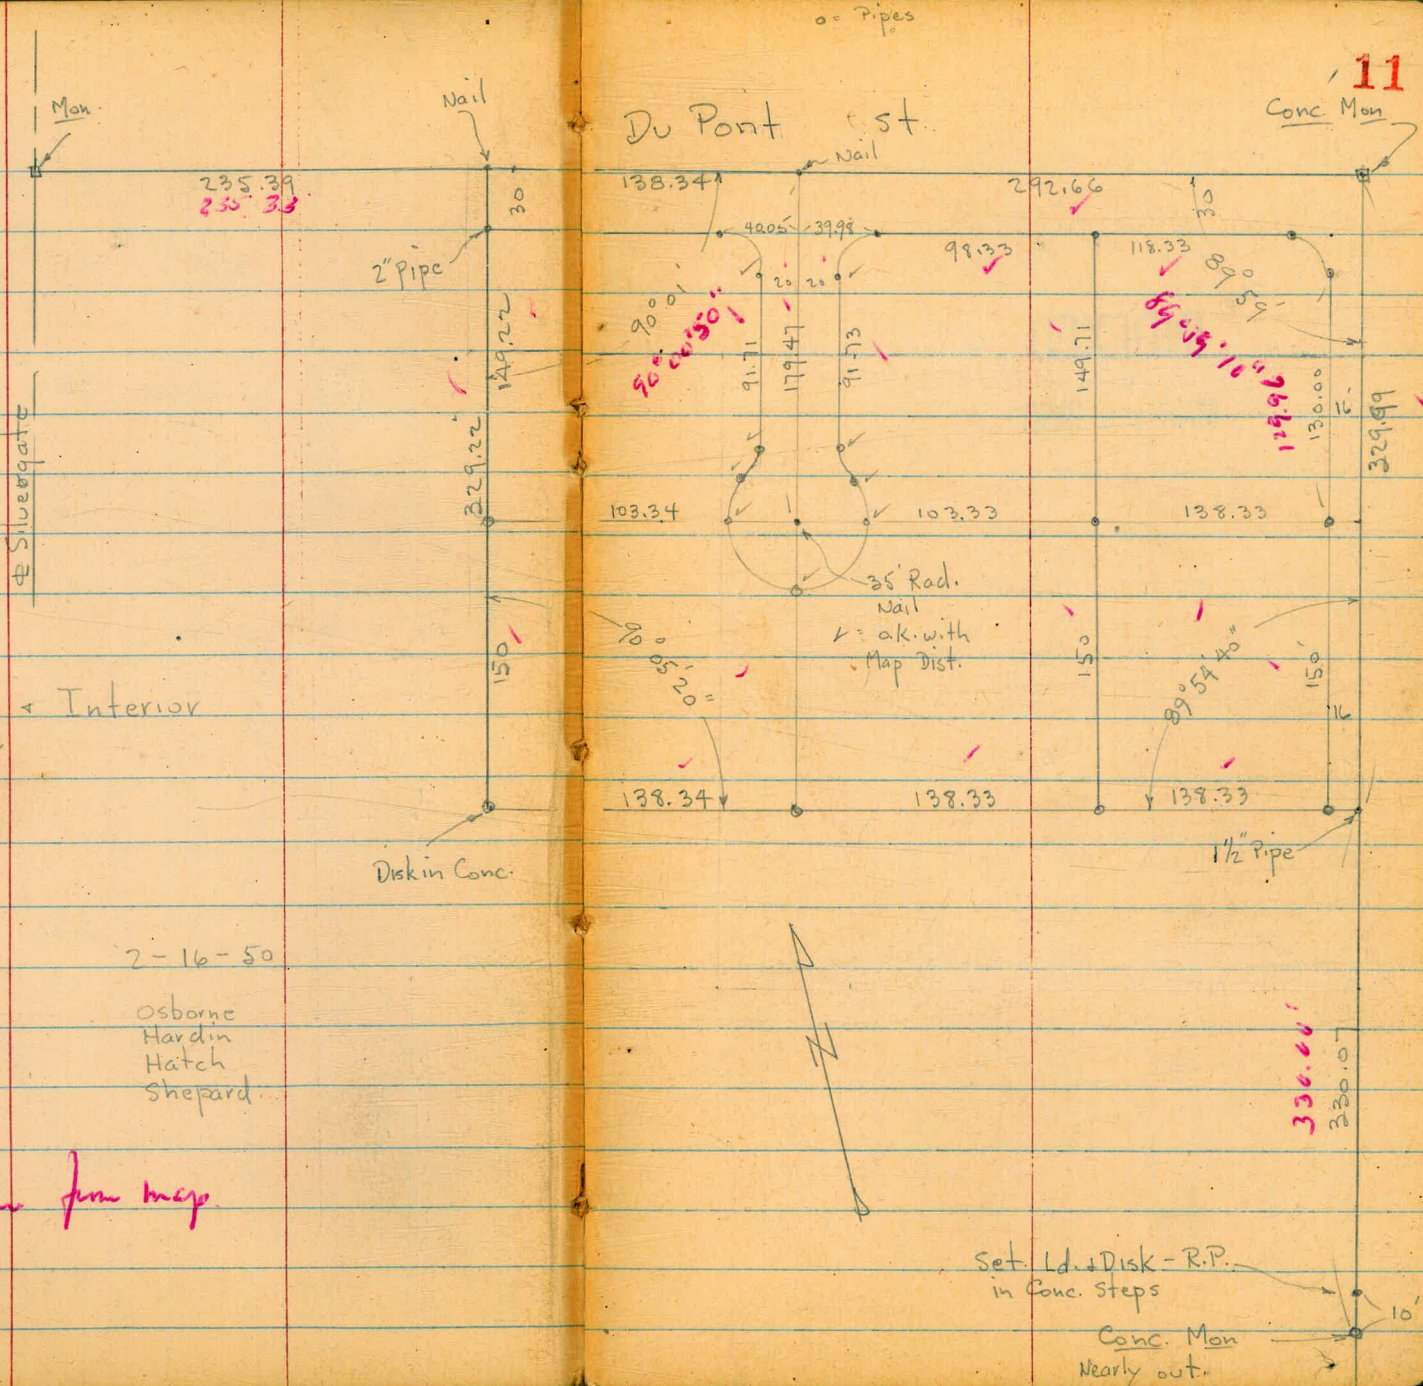 o = Pipes
11
Mon.
Nail
Du Pont St.
Conc. Mon
Nail
235.39
235.33
30
138.34
292.66
30
2" Pipe
40.05
39.98
98.33
118.33
20
20
89° 59'
90° 01'
90° 00' 50"
89° 59' 10"
129.91
149.22
91.71
179.47
91.73
149.71
130.00
16
329.99
329.22
℄ Silvergate
103.34
103.33
138.33
35' Rad.
Nail
✓ = o.k. with
Map Dist.
150
90° 05' 20"
150
89° 54' 40"
150'
16
Interior
138.34
138.33
138.33
1½" Pipe
Disk in Conc.
2-16-50
Osborne
Hardin
Hatch
Shepard
330.07
from map
Set Ld. & Disk - R.P.
in Conc. Steps
10'
Conc. Mon
Nearly out.